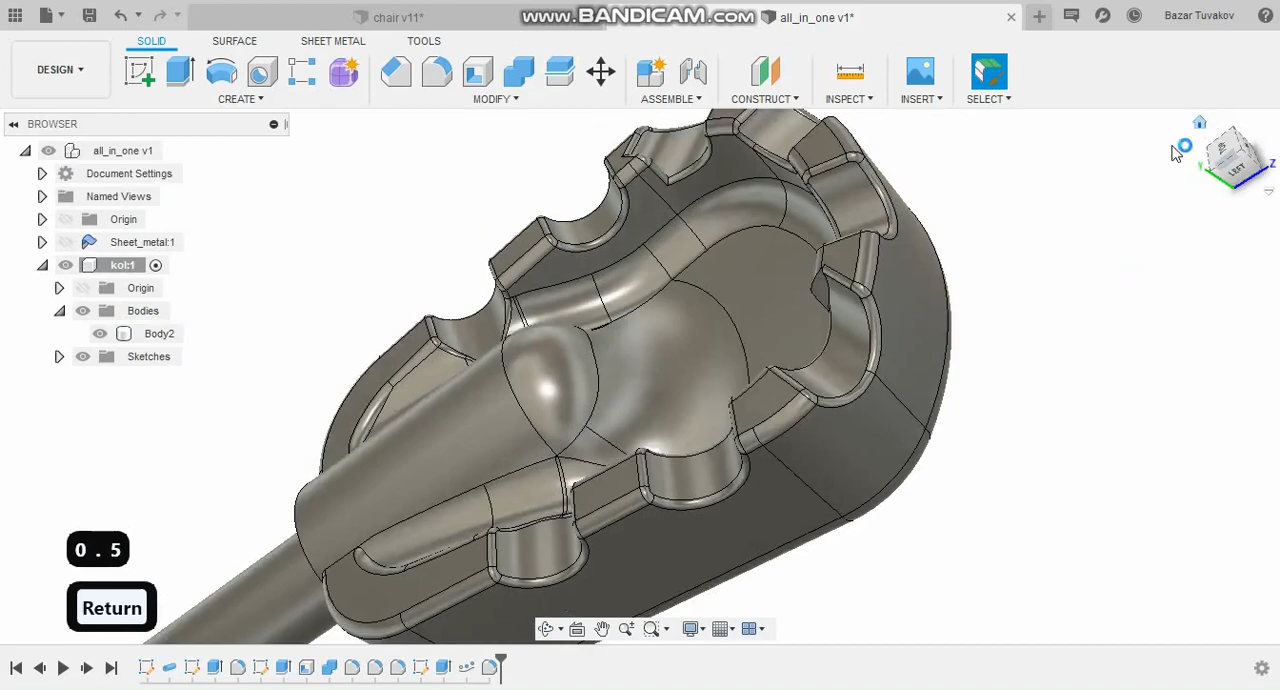 chair v11*
www.BANDICAM.com
all_in_one v1*
Bazar Tuvakov
DESIGN
SOLID
SURFACE
SHEET METAL
TOOLS
CREATE
MODIFY
ASSEMBLE
CONSTRUCT
INSPECT
INSERT
SELECT
BROWSER
all_in_one v1
Document Settings
Named Views
Origin
Sheet_metal:1
kol:1
Origin
Bodies
Body2
Sketches
LEFT
Y
Z
0 . 5
Return